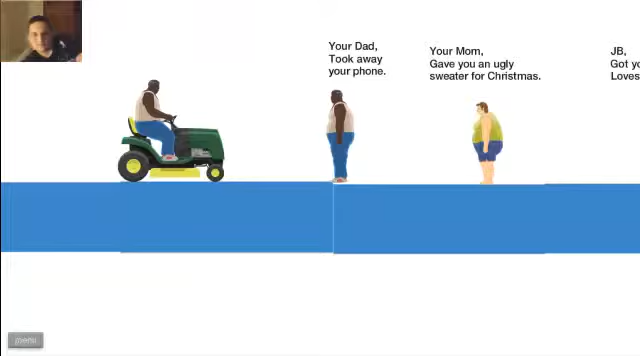 Your Dad,
Took away
your phone.
Your Mom,
Gave you an ugly
sweater for Christmas.
JB,
Got yo
Loves
menu